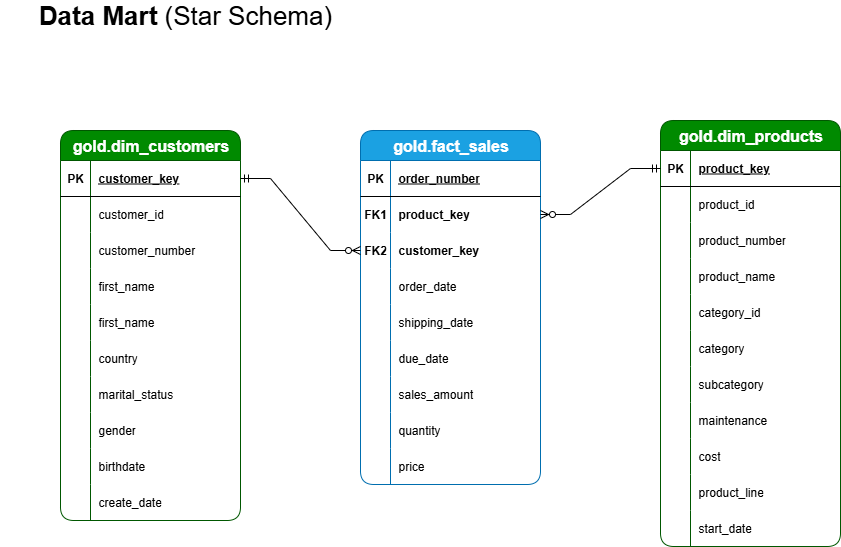 Data Mart (Star Schema)
gold.dim_customers
PK customer_key
customer_id
customer_number
first_name
first_name
country
marital_status
gender
birthdate
create_date
gold.fact_sales
PK order_number
FK1 product_key
FK2 customer_key
order_date
shipping_date
due_date
sales_amount
quantity
price
gold.dim_products
PK product_key
product_id
product_number
product_name
category_id
category
subcategory
maintenance
cost
product_line
start_date